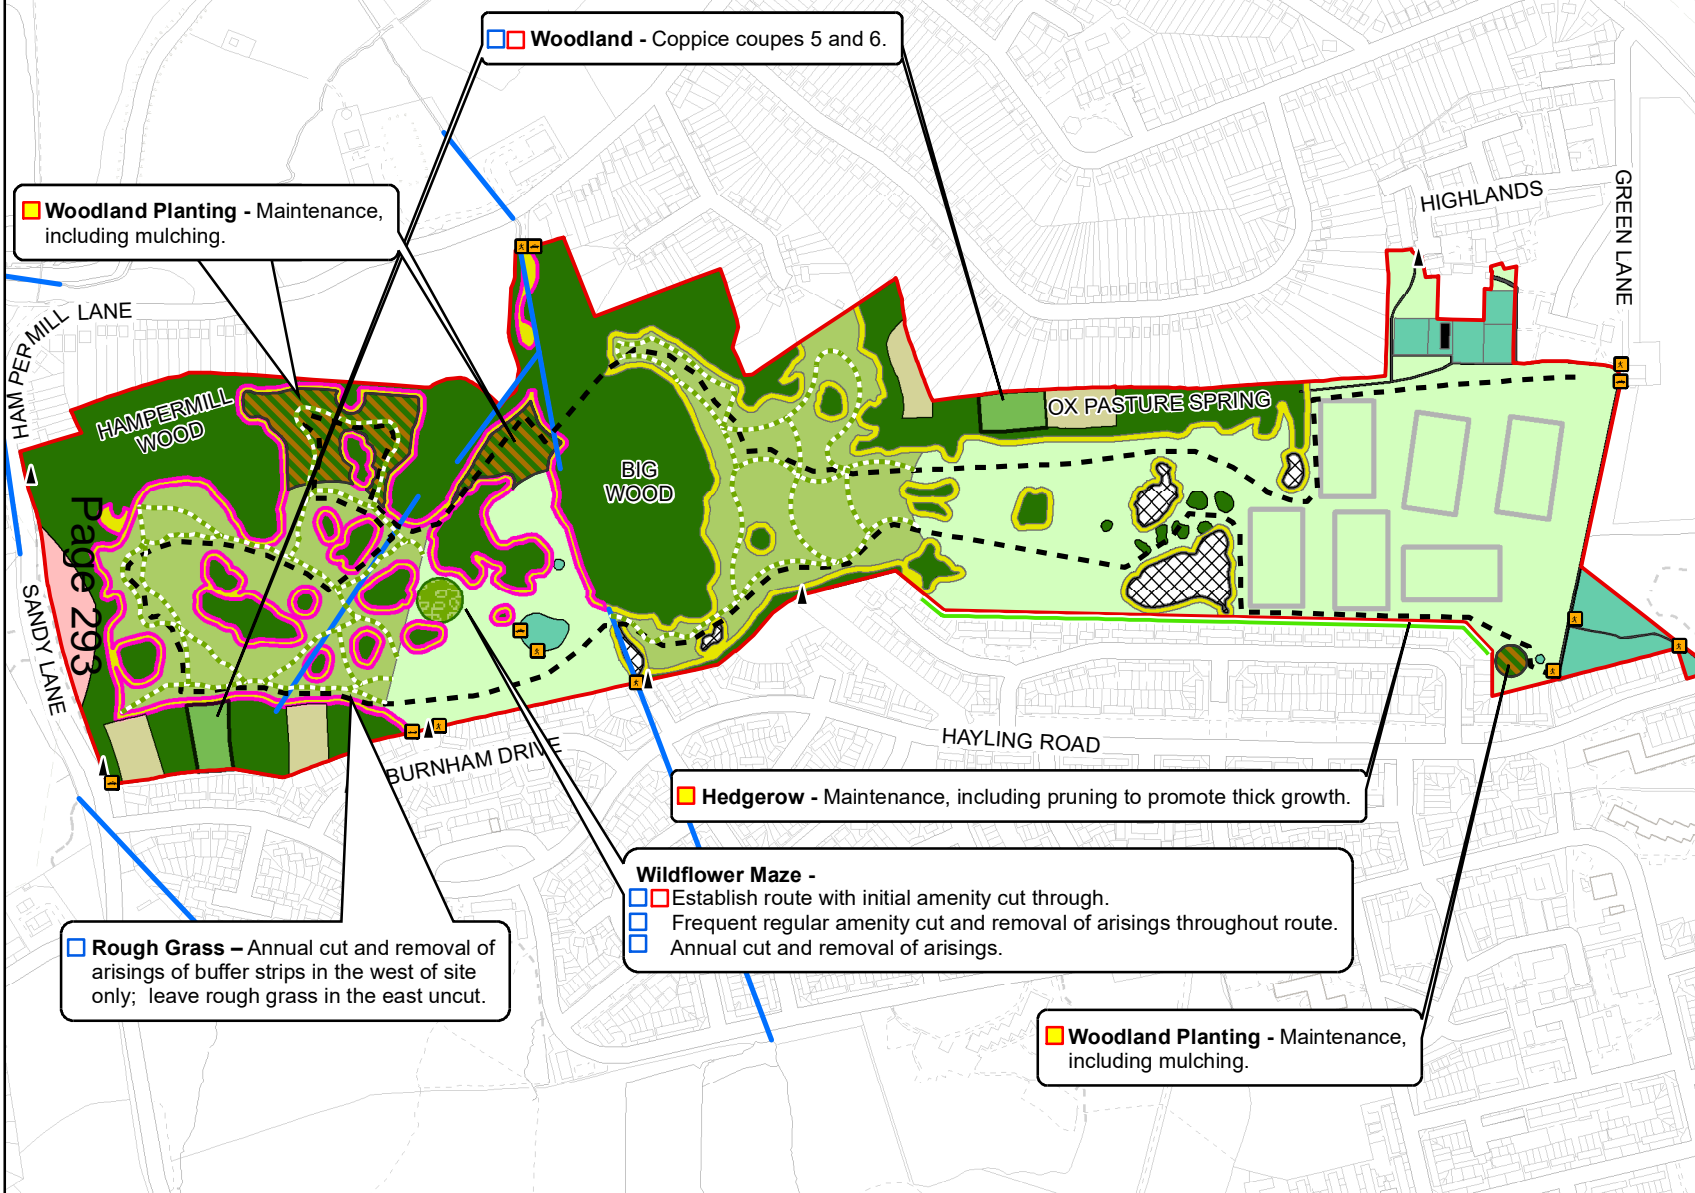 Woodland - Coppice coupes 5 and 6.
Woodland Planting - Maintenance,
including mulching.
HIGHLANDS
GREEN LANE
HAMPERMILL LANE
HAMPERMILL
WOOD
OX PASTURE SPRING
BIG
WOOD
Page 293
SANDY LANE
BURNHAM DRIVE
HAYLING ROAD
Hedgerow - Maintenance, including pruning to promote thick growth.
Wildflower Maze -
Establish route with initial amenity cut through.
Frequent regular amenity cut and removal of arisings throughout route.
Annual cut and removal of arisings.
Rough Grass – Annual cut and removal of
arisings of buffer strips in the west of site
only; leave rough grass in the east uncut.
Woodland Planting - Maintenance,
including mulching.